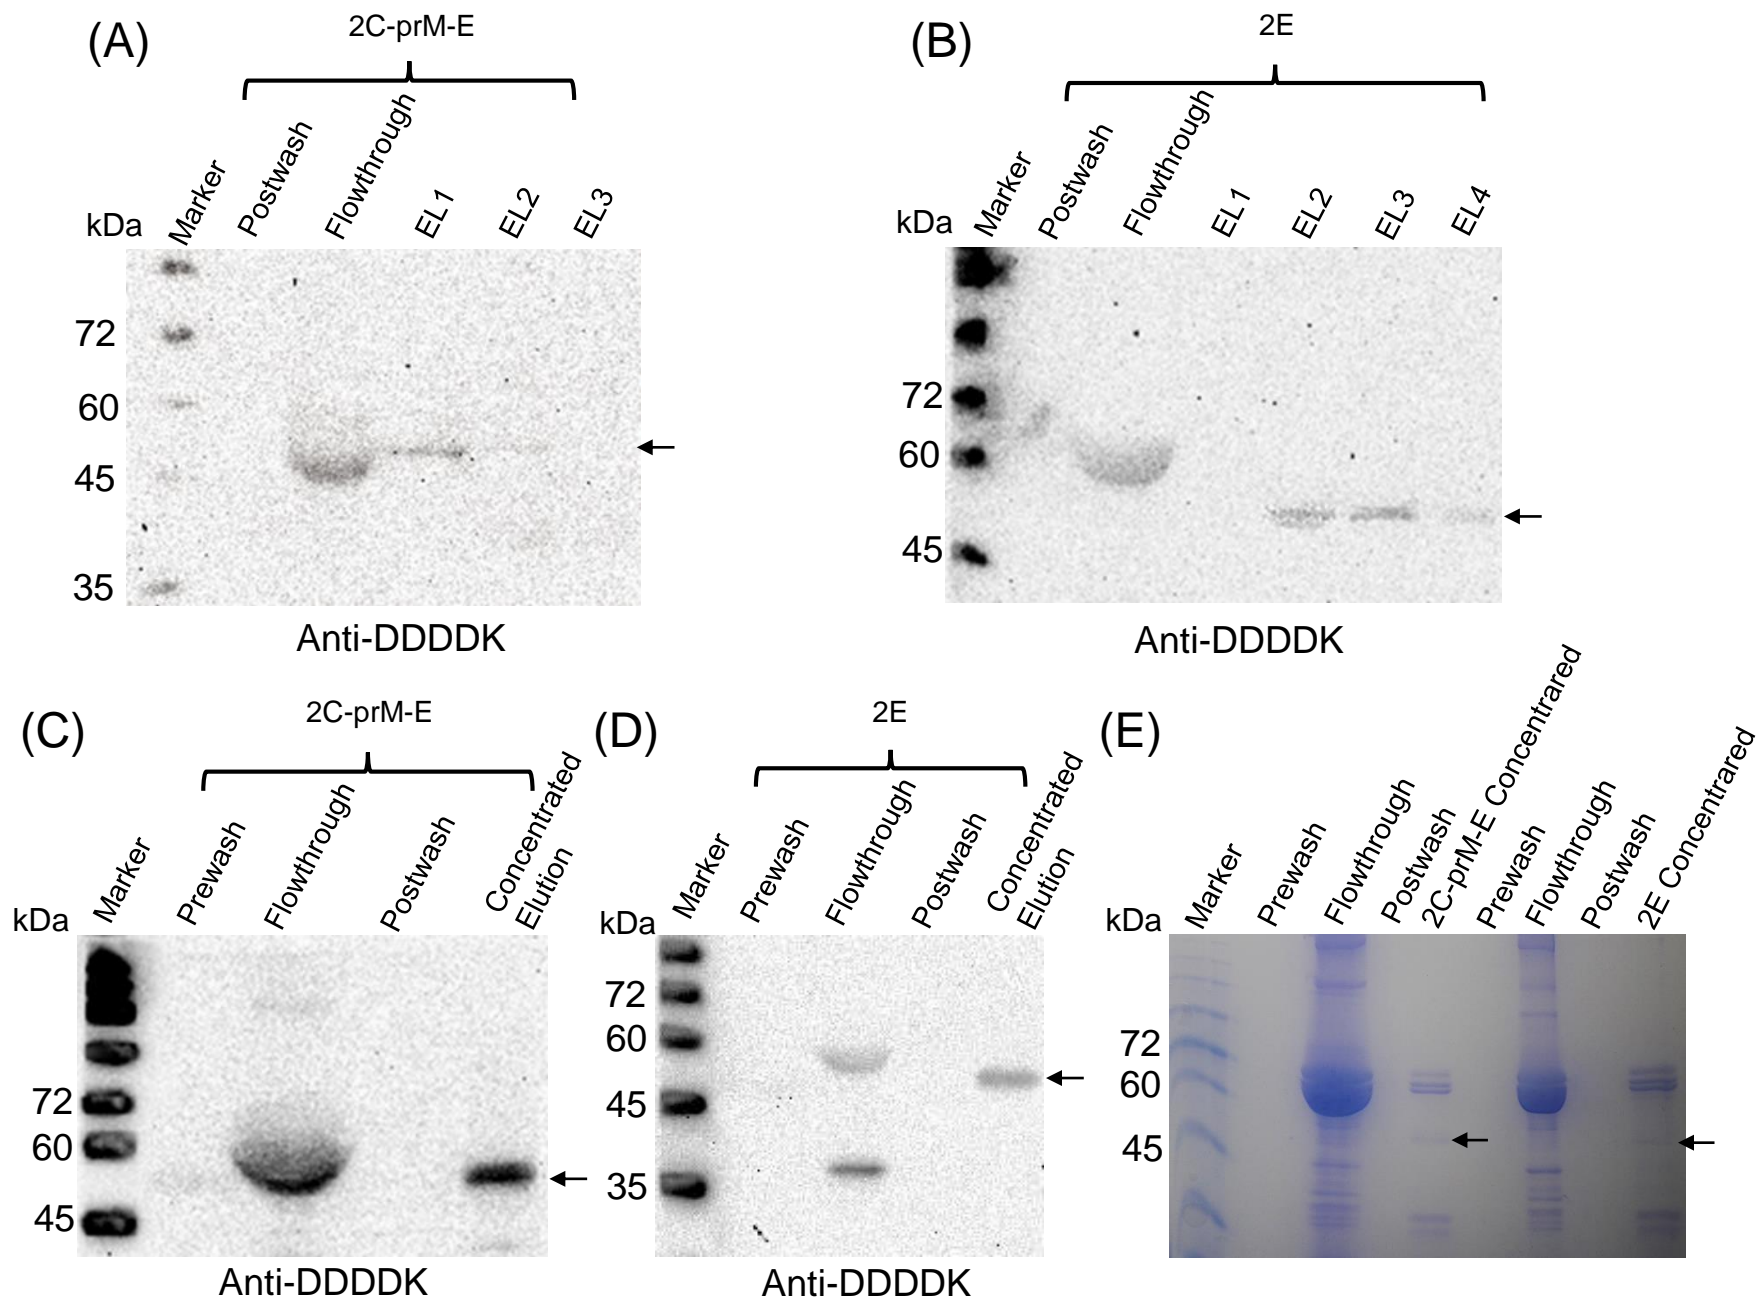 (A)
2C-prM-E
kDa
Marker
Postwash
Flowthrough
EL1
EL2
EL3
72
60
45
35
Anti-DDDDK
(B)
2E
kDa
Marker
Postwash
Flowthrough
EL1
EL2
EL3
EL4
72
60
45
Anti-DDDDK
(C)
2C-prM-E
kDa
Marker
Prewash
Flowthrough
Postwash
Concentrated
Elution
72
60
45
Anti-DDDDK
(D)
2E
kDa
Marker
Prewash
Flowthrough
Postwash
Concentrated
Elution
72
60
45
35
Anti-DDDDK
(E)
kDa
Marker
Prewash
Flowthrough
Postwash
2C-prM-E Concentrared
Prewash
Flowthrough
Postwash
2E Concentrared
72
60
45